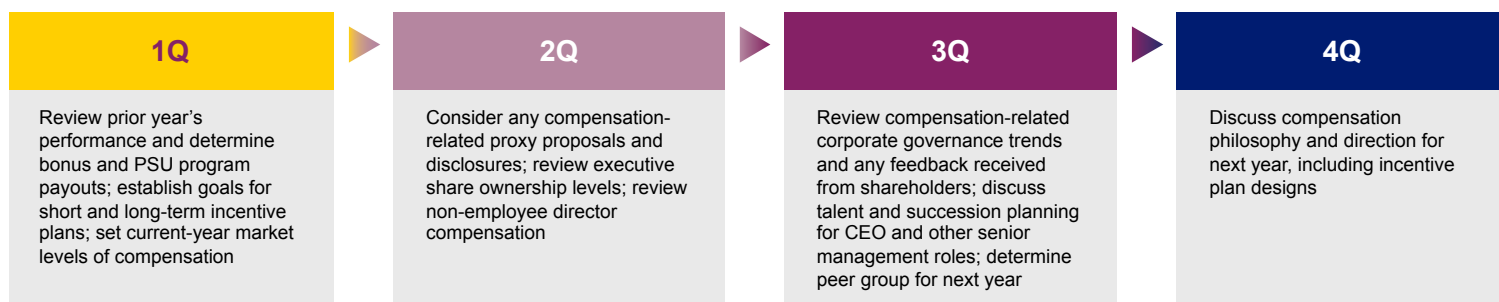 1Q
Review prior year’s
performance and determine
bonus and PSU program
payouts; establish goals for
short and long-term incentive
plans; set current-year market
levels of compensation
2Q
Consider any compensation-
related proxy proposals and
disclosures; review executive
share ownership levels; review
non-employee director
compensation
3Q
Review compensation-related
corporate governance trends
and any feedback received
from shareholders; discuss
talent and succession planning
for CEO and other senior
management roles; determine
peer group for next year
4Q
Discuss compensation
philosophy and direction for
next year, including incentive
plan designs